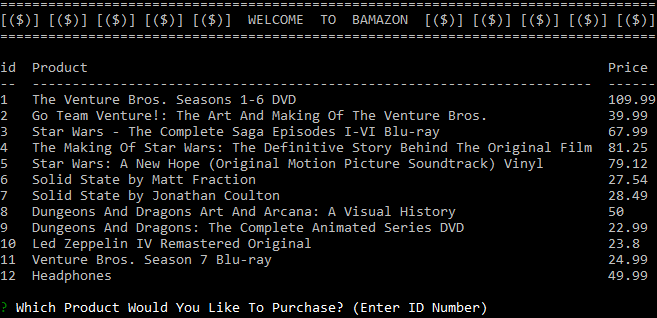 ================================================================================
[($)] [($)] [($)] [($)] [($)]  WELCOME  TO  BAMAZON  [($)] [($)] [($)] [($)] [($)]
================================================================================
id  Product                                                                Price
--  ---------------------------------------------------------------------  ------
1   The Venture Bros. Seasons 1-6 DVD                                      109.99
2   Go Team Venture!: The Art And Making Of The Venture Bros.              39.99
3   Star Wars - The Complete Saga Episodes I-VI Blu-ray                    67.99
4   The Making Of Star Wars: The Definitive Story Behind The Original Film  81.25
5   Star Wars: A New Hope (Original Motion Picture Soundtrack) Vinyl       79.12
6   Solid State by Matt Fraction                                           27.54
7   Solid State by Jonathan Coulton                                        28.49
8   Dungeons And Dragons Art And Arcana: A Visual History                  50
9   Dungeons And Dragons: The Complete Animated Series DVD                 22.99
10  Led Zeppelin IV Remastered Original                                    23.8
11  Venture Bros. Season 7 Blu-ray                                         24.99
12  Headphones                                                             49.99
? Which Product Would You Like To Purchase? (Enter ID Number)